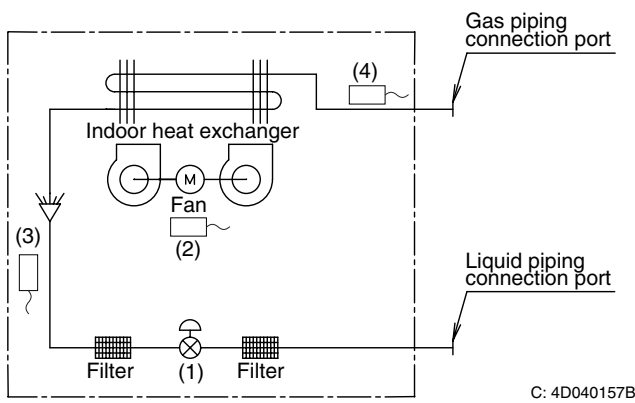 Gas piping
connection port
(4)
Indoor heat exchanger
M
Fan
(2)
(3)
Liquid piping
connection port
Filter
(1)
Filter
C: 4D040157B